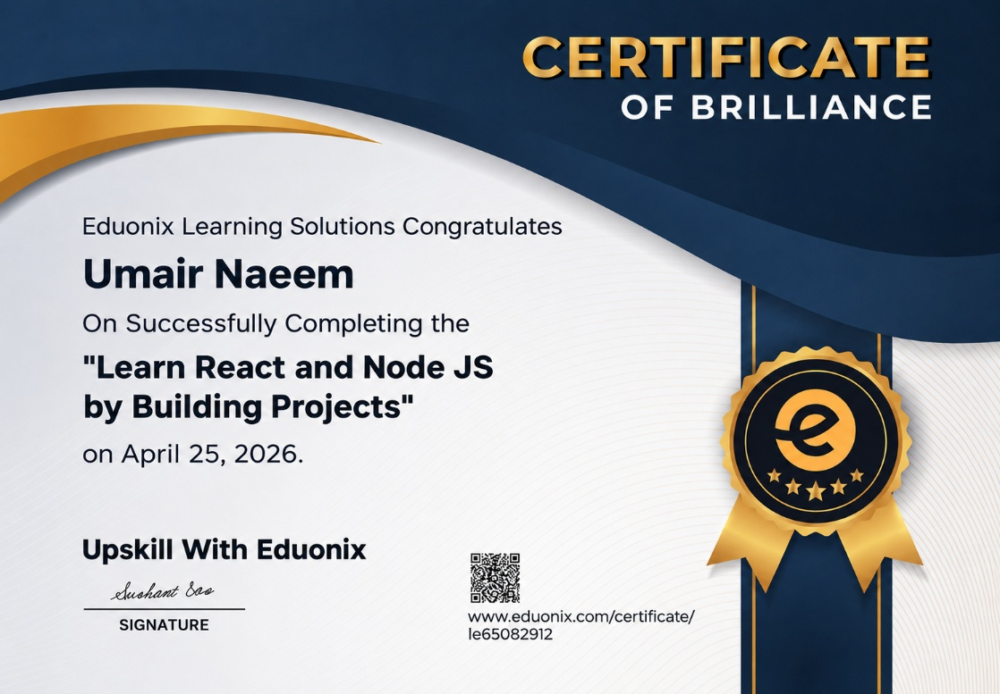 CERTIFICATE
OF BRILLIANCE
Eduonix Learning Solutions Congratulates
Umair Naeem
On Successfully Completing the
"Learn React and Node JS
by Building Projects"
on April 25, 2026.
Upskill With Eduonix
Sushant Sas
SIGNATURE
www.eduonix.com/certificate/
le65082912